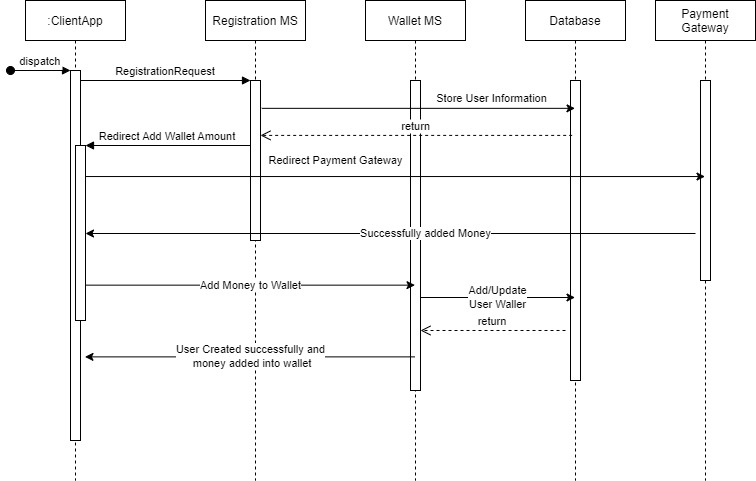 :ClientApp
Registration MS
Wallet MS
Database
Payment
Gateway
dispatch
RegistrationRequest
Store User Information
return
Redirect Add Wallet Amount
Redirect Payment Gateway
Successfully added Money
Add Money to Wallet
Add/Update
User Waller
return
User Created successfully and
money added into wallet